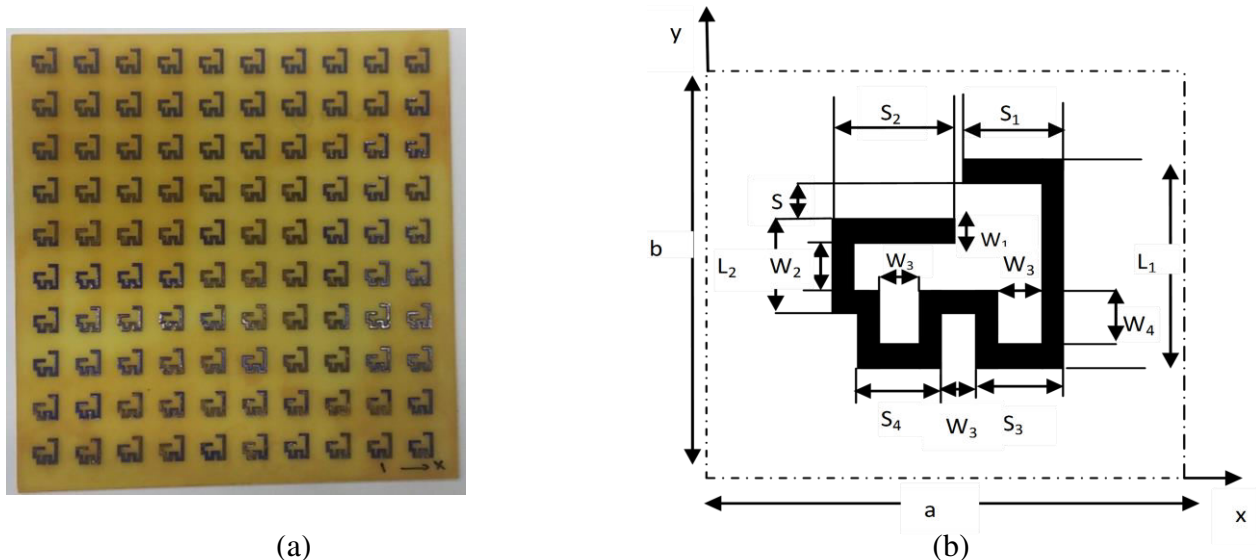 1 → x
(a)
y
S₂
S₁
S
b
W₁
L₂
W₂
W₃
W₃
L₁
W₄
S₄
W₃
S₃
a
x
(b)